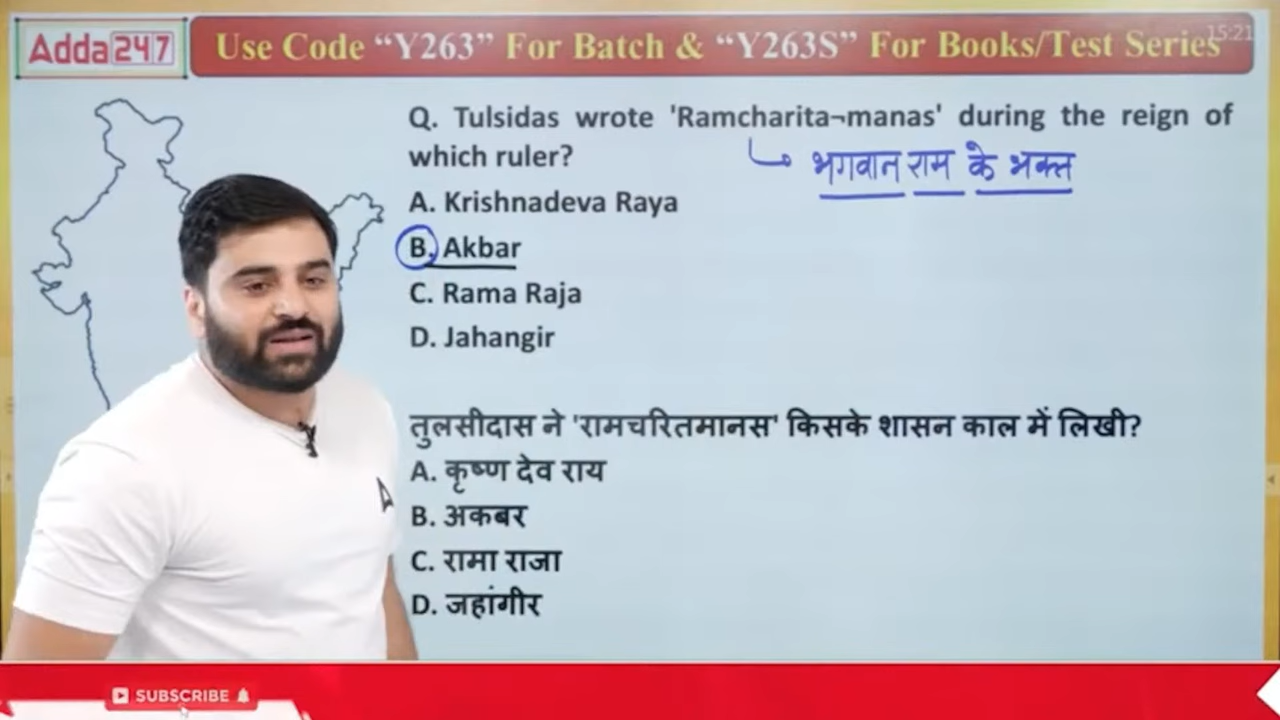 Adda247
Use Code “Y263” For Batch & “Y263S” For Books/Test Series
15:21
Q. Tulsidas wrote 'Ramcharita¬manas' during the reign of
which ruler?
भगवान राम के भक्त
A. Krishnadeva Raya
B. Akbar
C. Rama Raja
D. Jahangir
तुलसीदास ने 'रामचरितमानस' किसके शासन काल में लिखी?
A. कृष्ण देव राय
B. अकबर
C. रामा राजा
D. जहांगीर
SUBSCRIBE